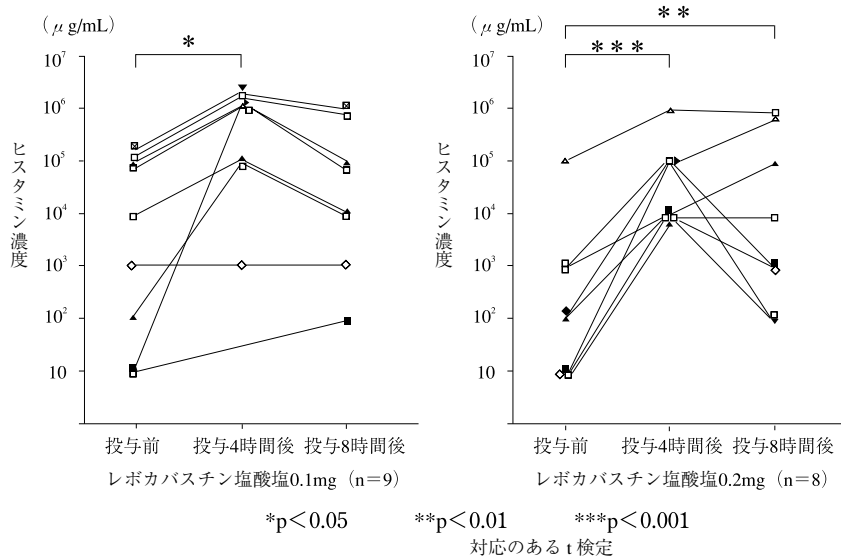 (μg/mL)
*
10⁷
10⁶
10⁵
10⁴
10³
10²
10
ヒスタミン濃度
投与前 投与4時間後 投与8時間後
レボカバスチン塩酸塩0.1mg(n=9)
(μg/mL)
**
***
10⁷
10⁶
10⁵
10⁴
10³
10²
10
ヒスタミン濃度
投与前 投与4時間後 投与8時間後
レボカバスチン塩酸塩0.2mg(n=8)
*p<0.05 **p<0.01 ***p<0.001
対応のある t 検定